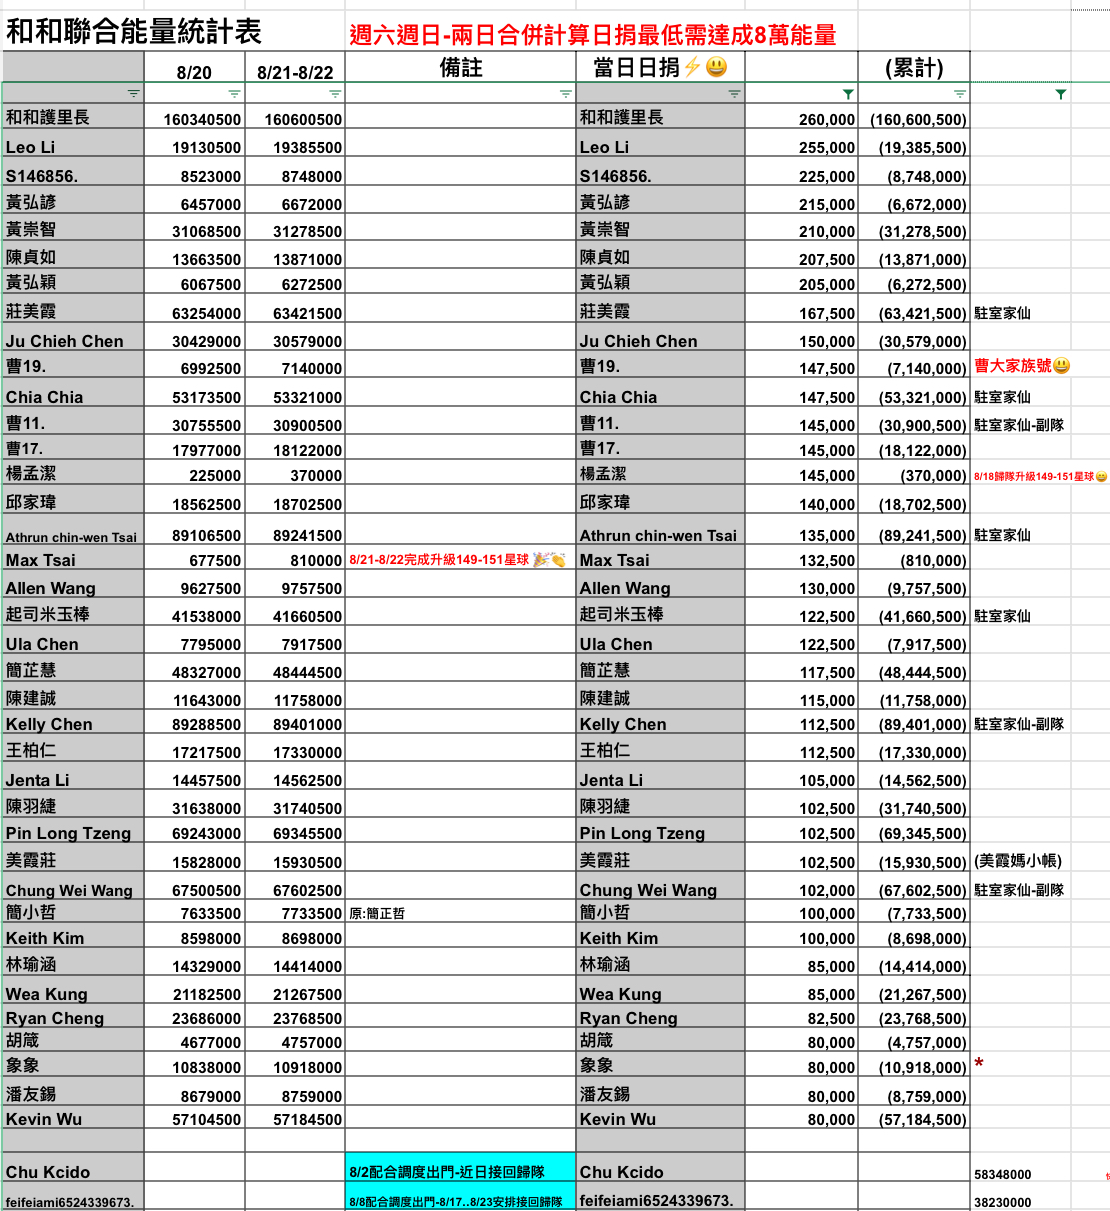 和和聯合能量統計表 週六週日-兩日合併計算日捐最低需達成8萬能量
8/20 8/21-8/22 備註 當日日捐⚡😃 (累計)
和和護里長 160340500 160600500 和和護里長 260,000 (160,600,500)
Leo Li 19130500 19385500 Leo Li 255,000 (19,385,500)
S146856. 8523000 8748000 S146856. 225,000 (8,748,000)
黃弘諺 6457000 6672000 黃弘諺 215,000 (6,672,000)
黃崇智 31068500 31278500 黃崇智 210,000 (31,278,500)
陳貞如 13663500 13871000 陳貞如 207,500 (13,871,000)
黃弘穎 6067500 6272500 黃弘穎 205,000 (6,272,500)
莊美霞 63254000 63421500 莊美霞 167,500 (63,421,500) 駐室家仙
Ju Chieh Chen 30429000 30579000 Ju Chieh Chen 150,000 (30,579,000)
曹19. 6992500 7140000 曹19. 147,500 (7,140,000) 曹大家族號😃
Chia Chia 53173500 53321000 Chia Chia 147,500 (53,321,000) 駐室家仙
曹11. 30755500 30900500 曹11. 145,000 (30,900,500) 駐室家仙-副隊
曹17. 17977000 18122000 曹17. 145,000 (18,122,000)
楊孟潔 225000 370000 楊孟潔 145,000 (370,000) 8/18歸隊升級149-151星球😄
邱家瑋 18562500 18702500 邱家瑋 140,000 (18,702,500)
Athrun chin-wen Tsai 89106500 89241500 Athrun chin-wen Tsai 135,000 (89,241,500) 駐室家仙
Max Tsai 677500 810000 8/21-8/22完成升級149-151星球 🎉👏 Max Tsai 132,500 (810,000)
Allen Wang 9627500 9757500 Allen Wang 130,000 (9,757,500)
起司米玉棒 41538000 41660500 起司米玉棒 122,500 (41,660,500) 駐室家仙
Ula Chen 7795000 7917500 Ula Chen 122,500 (7,917,500)
簡芷慧 48327000 48444500 簡芷慧 117,500 (48,444,500)
陳建誠 11643000 11758000 陳建誠 115,000 (11,758,000)
Kelly Chen 89288500 89401000 Kelly Chen 112,500 (89,401,000) 駐室家仙-副隊
王柏仁 17217500 17330000 王柏仁 112,500 (17,330,000)
Jenta Li 14457500 14562500 Jenta Li 105,000 (14,562,500)
陳羽緁 31638000 31740500 陳羽緁 102,500 (31,740,500)
Pin Long Tzeng 69243000 69345500 Pin Long Tzeng 102,500 (69,345,500)
美霞莊 15828000 15930500 美霞莊 102,500 (15,930,500) (美霞媽小帳)
Chung Wei Wang 67500500 67602500 Chung Wei Wang 102,000 (67,602,500) 駐室家仙-副隊
簡小哲 7633500 7733500 原:簡正哲 簡小哲 100,000 (7,733,500)
Keith Kim 8598000 8698000 Keith Kim 100,000 (8,698,000)
林瑜涵 14329000 14414000 林瑜涵 85,000 (14,414,000)
Wea Kung 21182500 21267500 Wea Kung 85,000 (21,267,500)
Ryan Cheng 23686000 23768500 Ryan Cheng 82,500 (23,768,500)
胡箴 4677000 4757000 胡箴 80,000 (4,757,000)
象象 10838000 10918000 象象 80,000 (10,918,000) *
潘友鍚 8679000 8759000 潘友鍚 80,000 (8,759,000)
Kevin Wu 57104500 57184500 Kevin Wu 80,000 (57,184,500)
Chu Kcido 8/2配合調度出門-近日接回歸隊 Chu Kcido 58348000
feifeiami6524339673. 8/8配合調度出門-8/17..8/23安排接回歸隊 feifeiami6524339673. 38230000